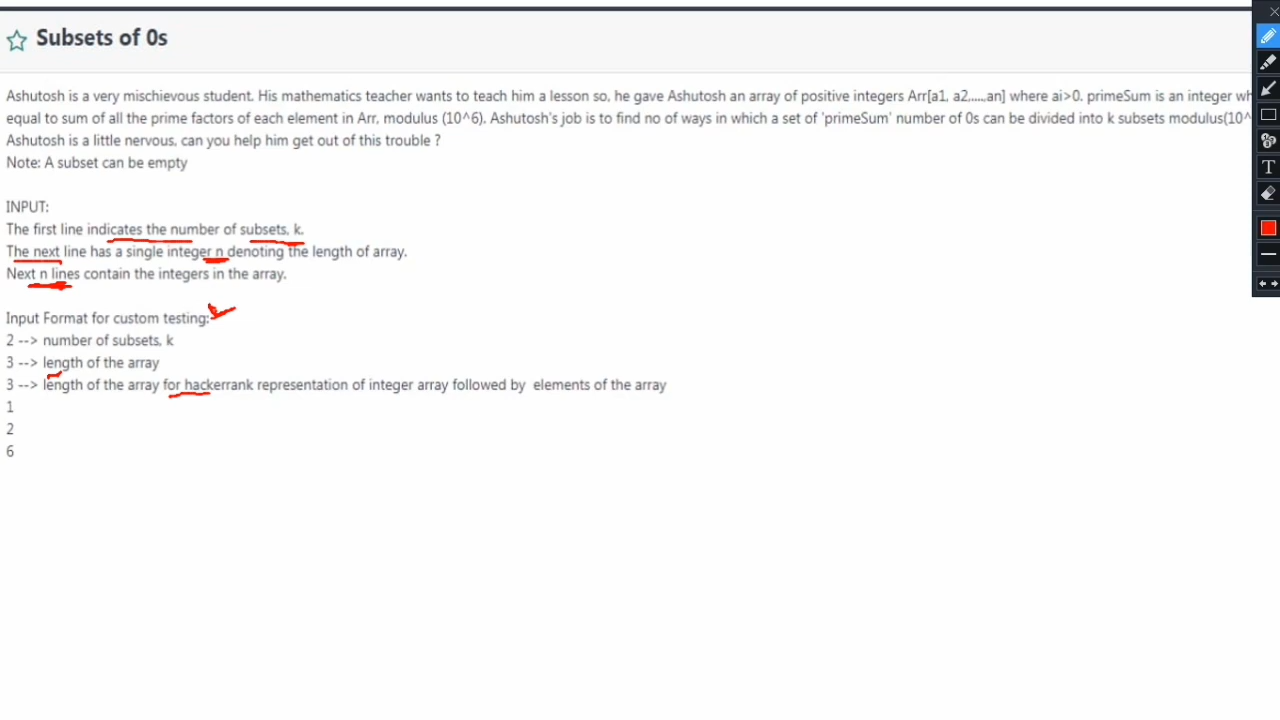 Subsets of 0s
Ashutosh is a very mischievous student. His mathematics teacher wants to teach him a lesson so, he gave Ashutosh an array of positive integers Arr[a1, a2,....,an] where ai>0. primeSum is an integer wh
equal to sum of all the prime factors of each element in Arr, modulus (10^6). Ashutosh's job is to find no of ways in which a set of 'primeSum' number of 0s can be divided into k subsets modulus(10^
Ashutosh is a little nervous, can you help him get out of this trouble ?
Note: A subset can be empty
INPUT:
The first line indicates the number of subsets, k.
The next line has a single integer n denoting the length of array.
Next n lines contain the integers in the array.
Input Format for custom testing:
2 --> number of subsets, k
3 --> length of the array
3 --> length of the array for hackerrank representation of integer array followed by elements of the array
1
2
6
T